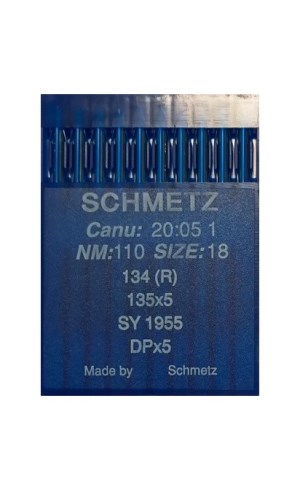 SCHMETZ
Canu: 20:05 1
NM:110 SIZE:18
134 (R)
135x5
SY 1955
DPx5
Made by Schmetz